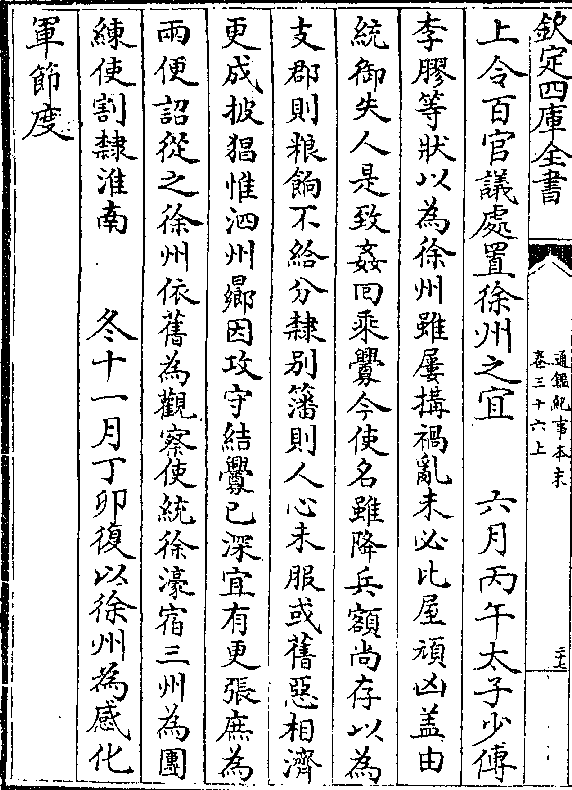 欽定四庫全書
通鑑紀事本末
卷三十六上
二十七
上令百官議處置徐州之宜　六月丙午太子少傅
李膠等狀以為徐州雖屢搆禍亂未必比屋頑凶盖由
統御失人是致姦回乘釁今使名雖降兵額尚存以為
支郡則粮餉不給分隸别籓則人心未服或舊惡相濟
更成披猖惟泗州曏因攻守結釁已深宜有更張庶為
兩便詔從之徐州依舊為觀察使統徐濠宿三州為團
練使割隸淮南　冬十一月丁卯復以徐州為感化
軍節度